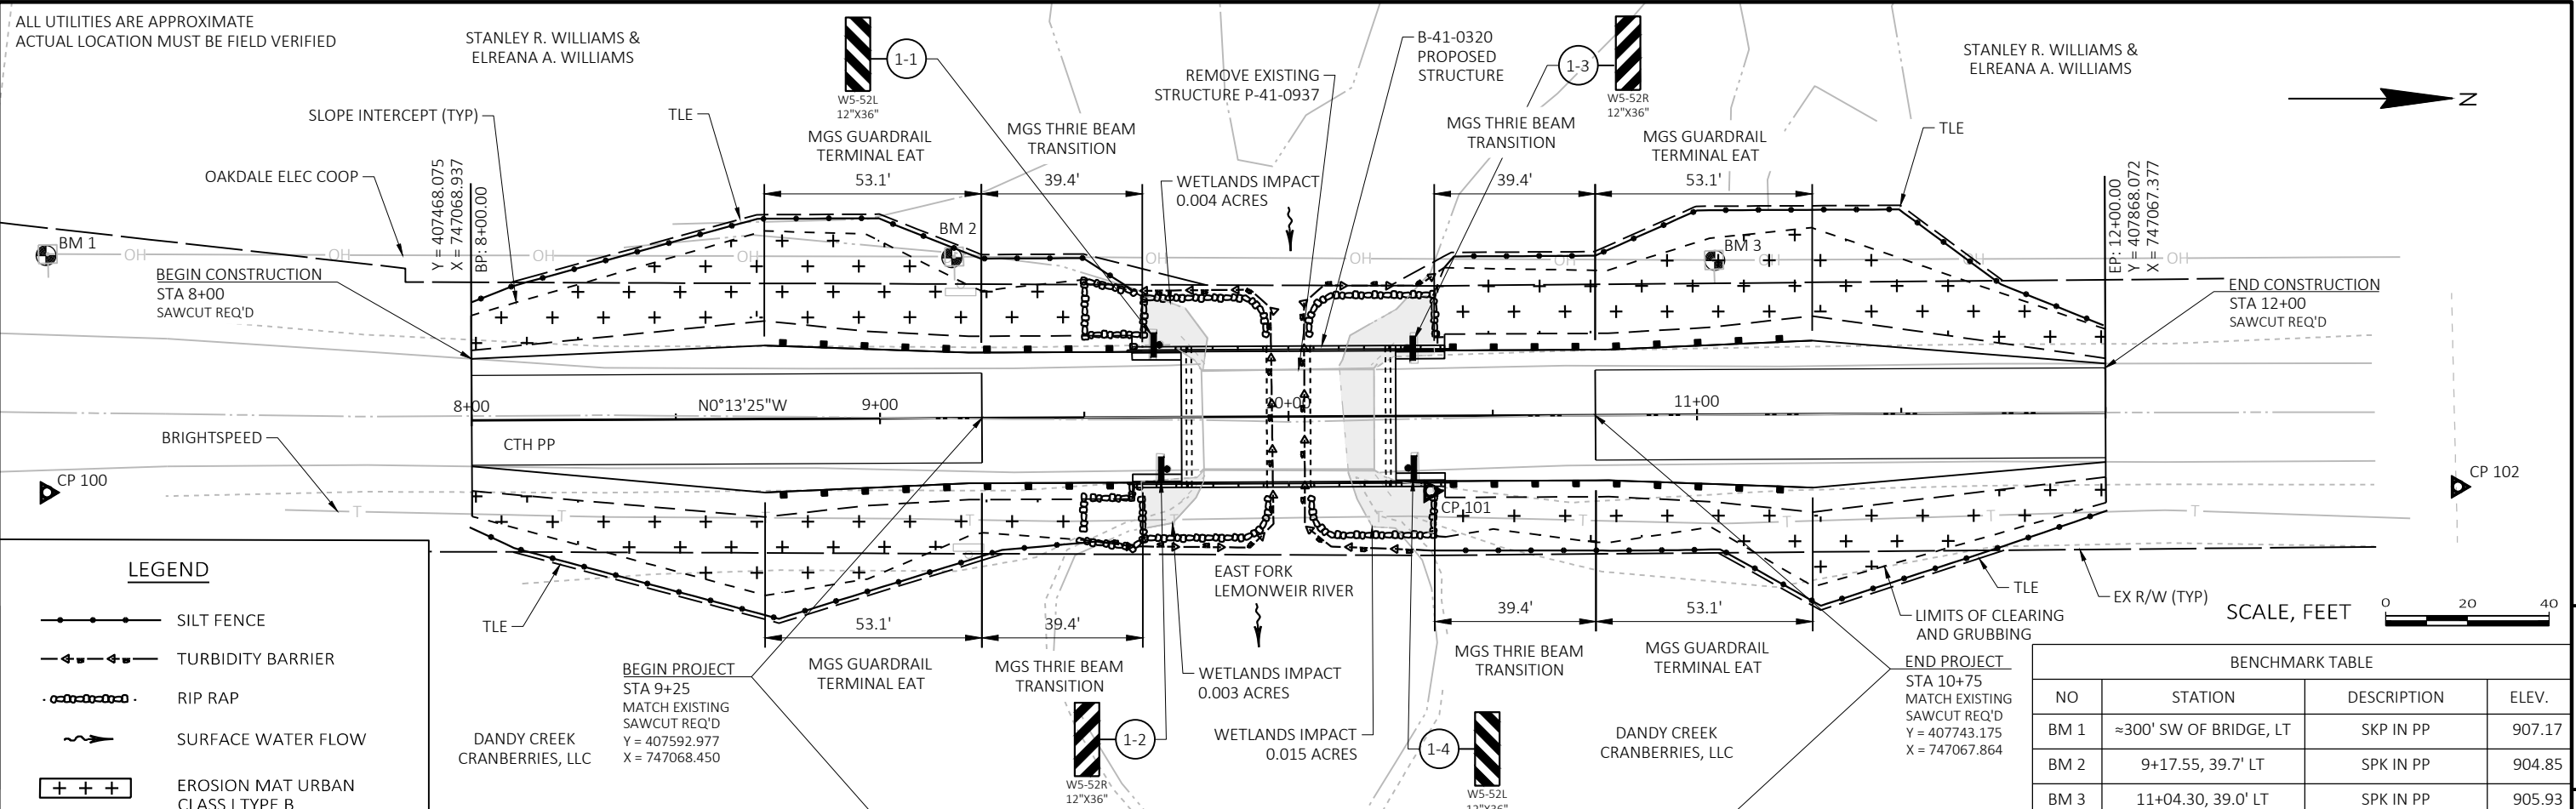 ALL UTILITIES ARE APPROXIMATE
ACTUAL LOCATION MUST BE FIELD VERIFIED
STANLEY R. WILLIAMS &
ELREANA A. WILLIAMS
W5-52L
12"X36"
1-1
REMOVE EXISTING
STRUCTURE P-41-0937
B-41-0320
PROPOSED
STRUCTURE
1-3
W5-52R
12"X36"
STANLEY R. WILLIAMS &
ELREANA A. WILLIAMS
N
SLOPE INTERCEPT (TYP)
TLE
MGS GUARDRAIL
TERMINAL EAT
MGS THRIE BEAM
TRANSITION
MGS THRIE BEAM
TRANSITION
MGS GUARDRAIL
TERMINAL EAT
TLE
OAKDALE ELEC COOP
Y = 407468.075
X = 747068.937
BP: 8+00.00
53.1'
39.4'
WETLANDS IMPACT
0.004 ACRES
39.4'
53.1'
EP: 12+00.00
Y = 407868.072
X = 747067.377
BM 1
BM 2
BM 3
OH
OH
OH
OH
OH
OH
OH
OH
OH
OH
BEGIN CONSTRUCTION
STA 8+00
SAWCUT REQ'D
END CONSTRUCTION
STA 12+00
SAWCUT REQ'D
8+00
N0°13'25"W
9+00
0+00
11+00
BRIGHTSPEED
CTH PP
CP 100
CP 101
CP 102
T
T
T
T
T
T
T
LEGEND
SILT FENCE
TURBIDITY BARRIER
RIP RAP
SURFACE WATER FLOW
EROSION MAT URBAN
CLASS I TYPE B
TLE
53.1'
39.4'
EAST FORK
LEMONWEIR RIVER
39.4'
53.1'
TLE
LIMITS OF CLEARING
AND GRUBBING
EX R/W (TYP)
SCALE, FEET
0 20 40
BEGIN PROJECT
STA 9+25
MATCH EXISTING
SAWCUT REQ'D
Y = 407592.977
X = 747068.450
MGS GUARDRAIL
TERMINAL EAT
MGS THRIE BEAM
TRANSITION
WETLANDS IMPACT
0.003 ACRES
MGS THRIE BEAM
TRANSITION
MGS GUARDRAIL
TERMINAL EAT
END PROJECT
STA 10+75
MATCH EXISTING
SAWCUT REQ'D
Y = 407743.175
X = 747067.864
DANDY CREEK
CRANBERRIES, LLC
W5-52R
12"X36"
1-2
WETLANDS IMPACT
0.015 ACRES
1-4
W5-52L
12"X36"
DANDY CREEK
CRANBERRIES, LLC
BENCHMARK TABLE
NO STATION DESCRIPTION ELEV.
BM 1 ≈300' SW OF BRIDGE, LT SKP IN PP 907.17
BM 2 9+17.55, 39.7' LT SPK IN PP 904.85
BM 3 11+04.30, 39.0' LT SPK IN PP 905.93